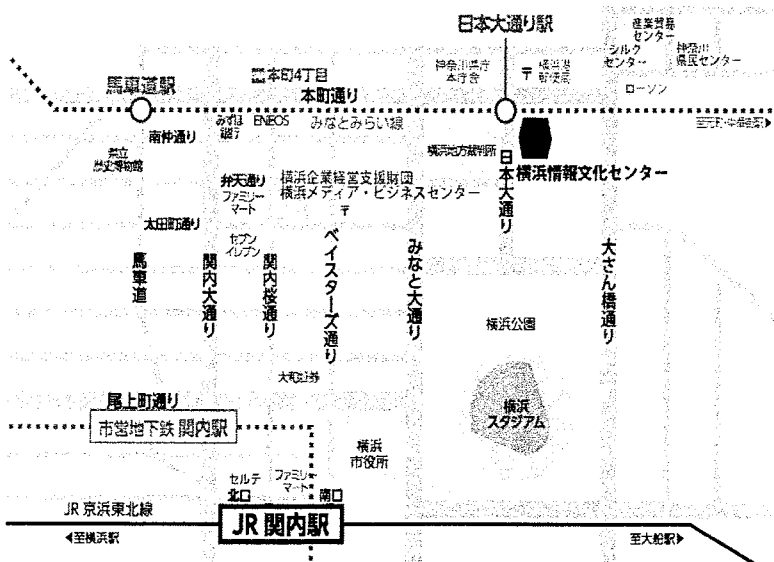 日本大通り駅
産業貿易
センター
シルク
センター
神奈川
県民センター
ローソン
神奈川県庁
本庁舎
〒
横浜港
郵便局
馬車道駅
本町4丁目
本町通り
みずほ
銀行
ENEOS
みなとみらい線
至元町・中華街駅▶
南仲通り
県立
歴史博物館
横浜地方裁判所
日本大通り
横浜情報文化センター
弁天通り
ファミリー
マート
横浜企業経営支援財団
横浜メディア・ビジネスセンター
〒
太田町通り
セブン
イレブン
馬車道
関内大通り
関内桜通り
ベイスターズ通り
みなと大通り
大さん橋通り
横浜公園
横浜
スタジアム
尾上町通り
市営地下鉄 関内駅
横浜
市役所
セルテ
北口
ファミリー
マート
南口
JR 京浜東北線
JR 関内駅
◀至横浜駅
至大船駅▶